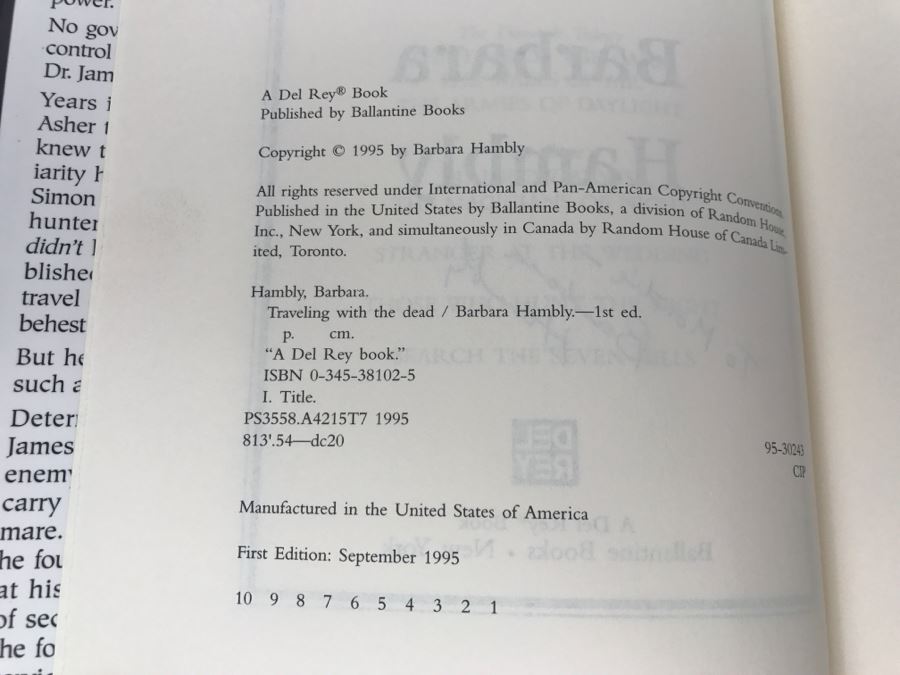 power.
No gov
control
Dr. Jam
Years i
Asher
knew t
iarity
Simon
hunter
didn't
blishe
travel
behest
But he
such a
Deter
James
enemy
carry
mare.
he fou
at his
of sec
he fo
A Del Rey® Book
Published by Ballantine Books
Copyright © 1995 by Barbara Hambly
All rights reserved under International and Pan-American Copyright Convention
Published in the United States by Ballantine Books, a division of Random House,
Inc., New York, and simultaneously in Canada by Random House of Canada Lim-
ited, Toronto.
Hambly, Barbara.
Traveling with the dead / Barbara Hambly.—1st ed.
p. cm.
"A Del Rey book."
ISBN 0-345-38102-5
I. Title.
PS3558.A4215T7 1995
813'.54—dc20
95-30243
CIP
Manufactured in the United States of America
First Edition: September 1995
10 9 8 7 6 5 4 3 2 1